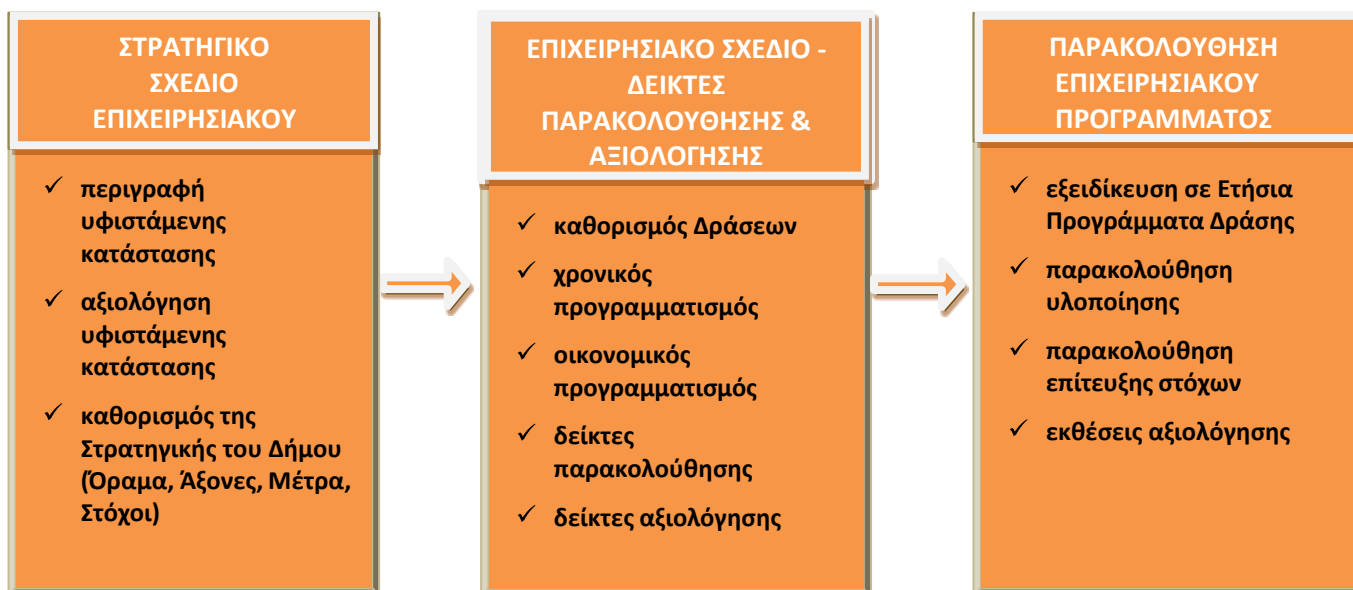 ΣΤΡΑΤΗΓΙΚΟ
ΣΧΕΔΙΟ
ΕΠΙΧΕΙΡΗΣΙΑΚΟΥ
✓ περιγραφή
υφιστάμενης
κατάστασης
✓ αξιολόγηση
υφιστάμενης
κατάστασης
✓ καθορισμός της
Στρατηγικής του Δήμου
(Όραμα, Άξονες, Μέτρα,
Στόχοι)
ΕΠΙΧΕΙΡΗΣΙΑΚΟ ΣΧΕΔΙΟ -
ΔΕΙΚΤΕΣ
ΠΑΡΑΚΟΛΟΥΘΗΣΗΣ &
ΑΞΙΟΛΟΓΗΣΗΣ
✓ καθορισμός Δράσεων
✓ χρονικός
προγραμματισμός
✓ οικονομικός
προγραμματισμός
✓ δείκτες
παρακολούθησης
✓ δείκτες αξιολόγησης
ΠΑΡΑΚΟΛΟΥΘΗΣΗ
ΕΠΙΧΕΙΡΗΣΙΑΚΟΥ
ΠΡΟΓΡΑΜΜΑΤΟΣ
✓ εξειδίκευση σε Ετήσια
Προγράμματα Δράσης
✓ παρακολούθηση
υλοποίησης
✓ παρακολούθηση
επίτευξης στόχων
✓ εκθέσεις αξιολόγησης